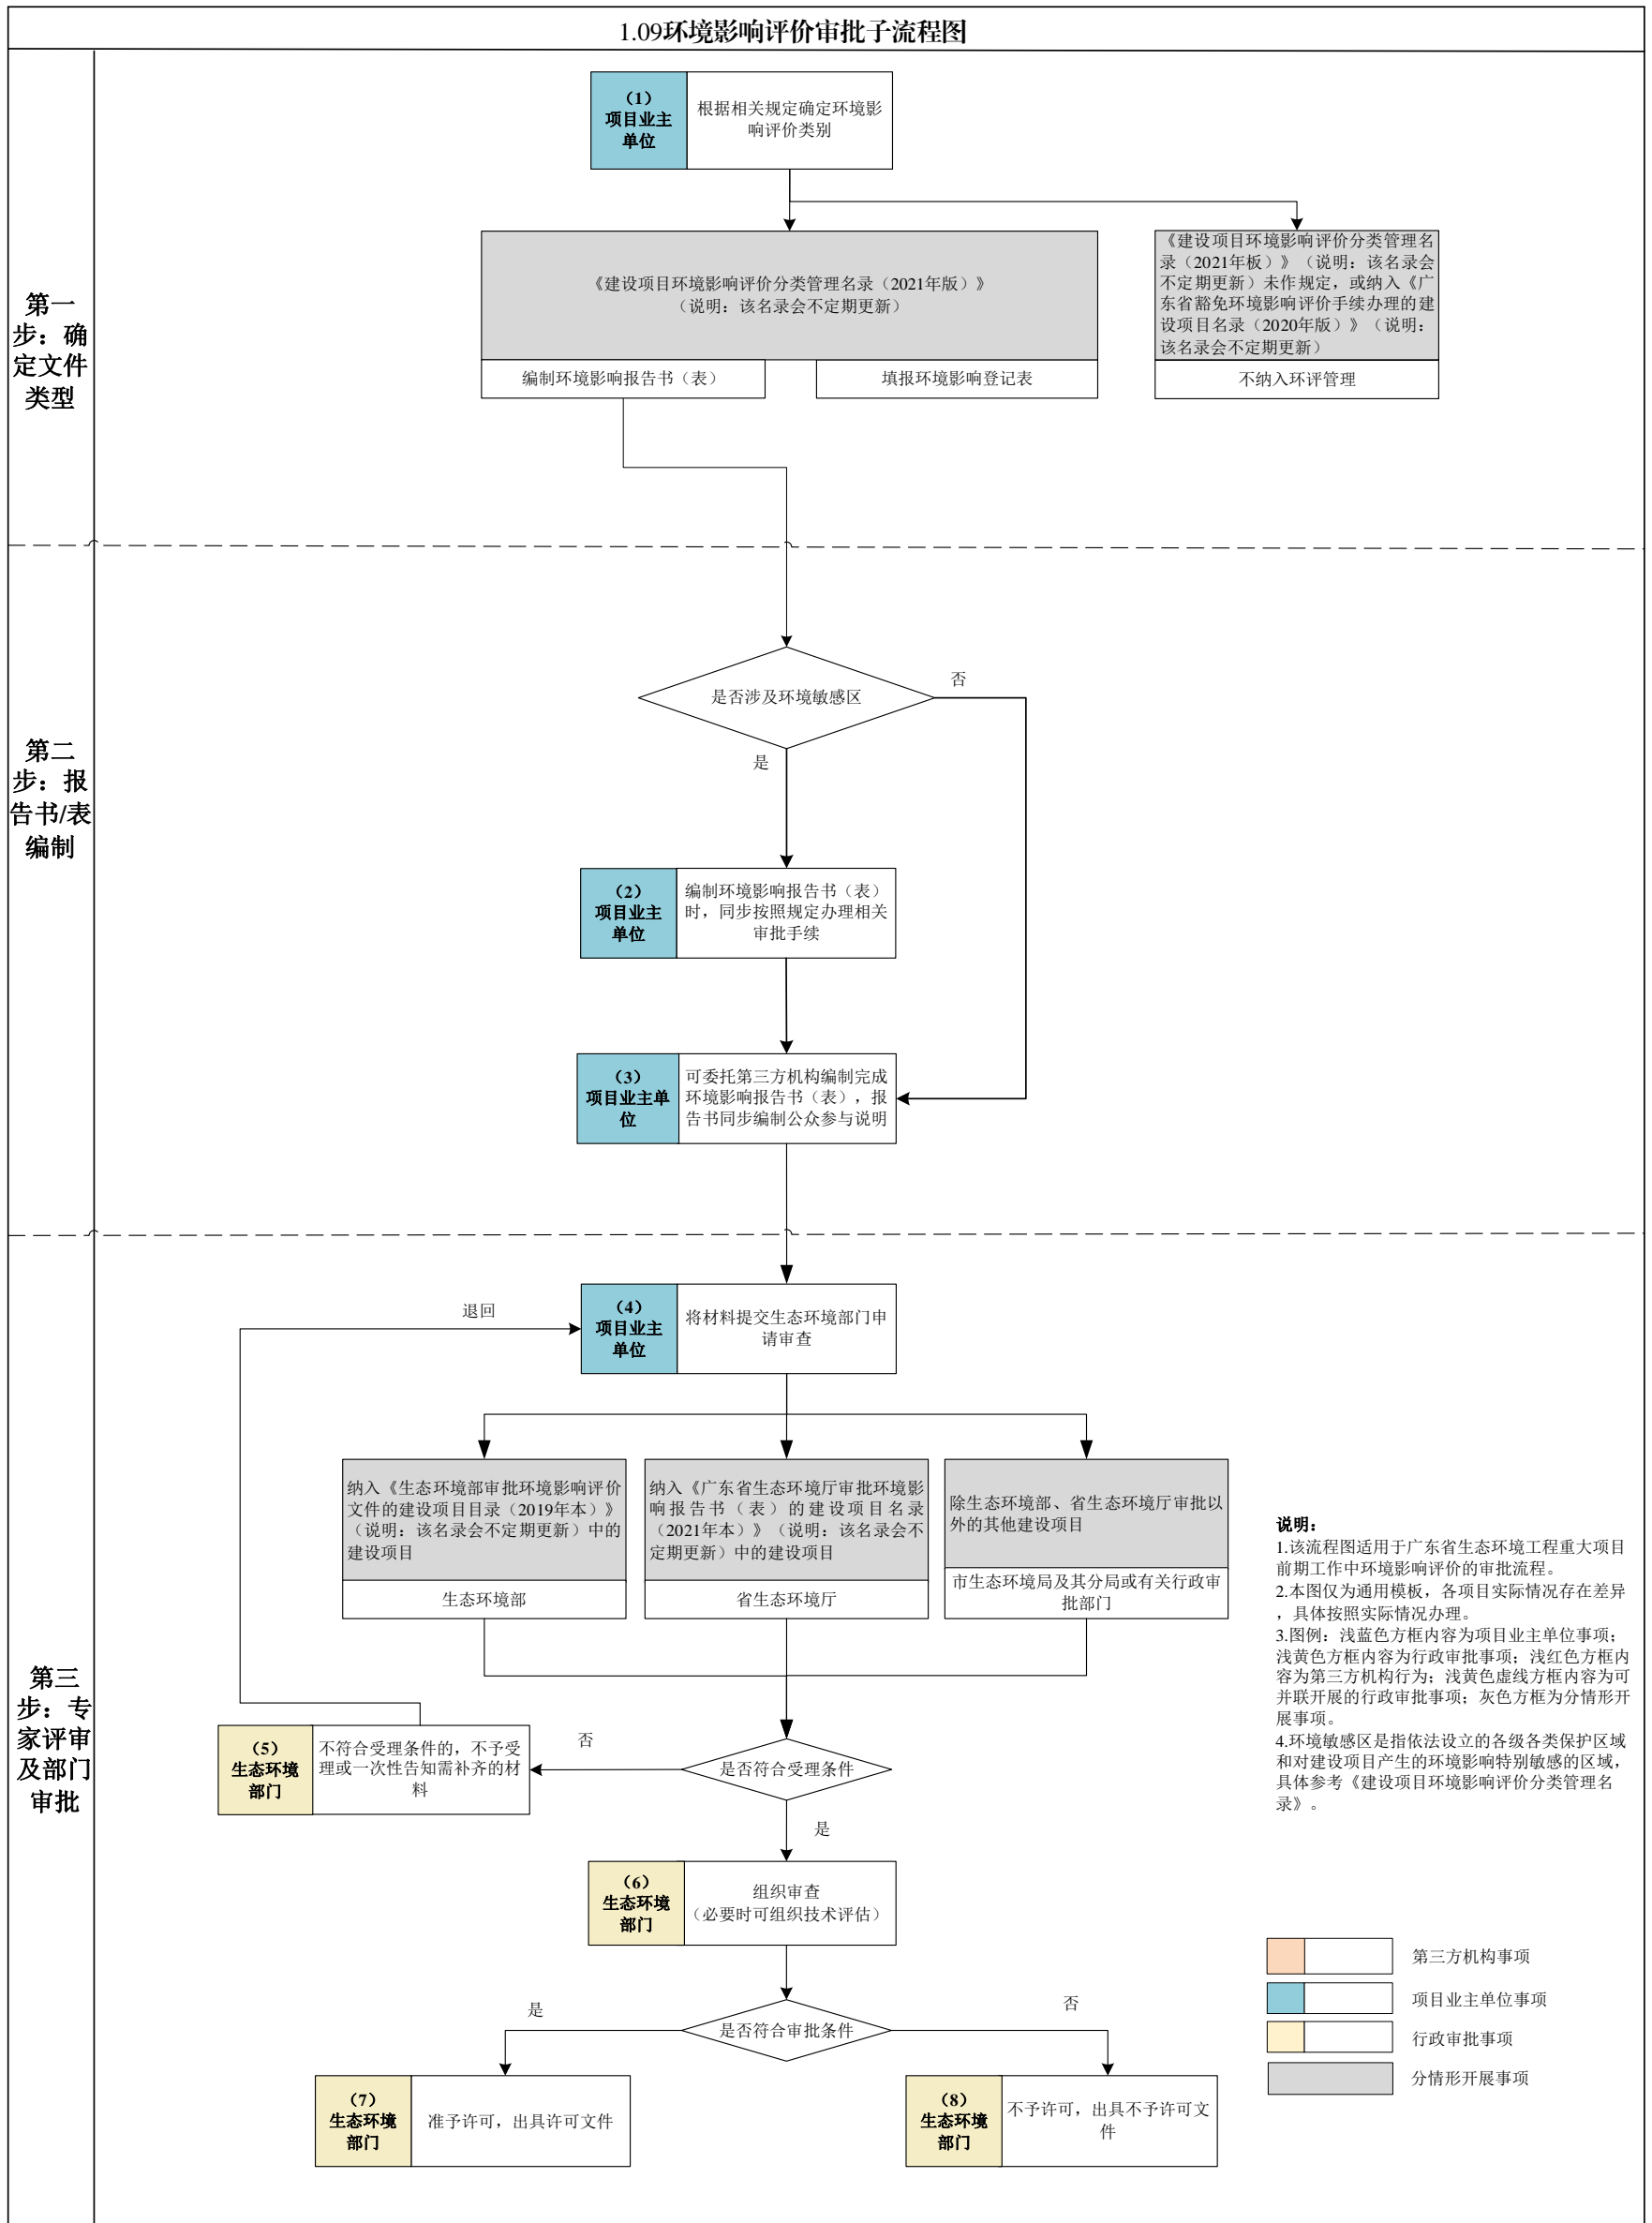 1.09环境影响评价审批子流程图
第一
步：确
定文件
类型
（1）
项目业主
单位
根据相关规定确定环境影
响评价类别
《建设项目环境影响评价分类管理名录（2021年版）》
（说明：该名录会不定期更新）
编制环境影响报告书（表）
填报环境影响登记表
《建设项目环境影响评价分类管理名
录（2021年板）》（说明：该名录会
不定期更新）未作规定，或纳入《广
东省豁免环境影响评价手续办理的建
设项目名录（2020年版）》（说明：
该名录会不定期更新）
不纳入环评管理
第二
步：报
告书/表
编制
是否涉及环境敏感区
否
是
（2）
项目业主
单位
编制环境影响报告书（表）
时，同步按照规定办理相关
审批手续
（3）
项目业主单
位
可委托第三方机构编制完成
环境影响报告书（表），报
告书同步编制公众参与说明
第三
步：专
家评审
及部门
审批
退回
（4）
项目业主
单位
将材料提交生态环境部门申
请审查
纳入《生态环境部审批环境影响评价
文件的建设项目目录（2019年本）》
（说明：该名录会不定期更新）中的
建设项目
生态环境部
纳入《广东省生态环境厅审批环境影
响报告书（表）的建设项目名录
（2021年本）》（说明：该名录会不
定期更新）中的建设项目
省生态环境厅
除生态环境部、省生态环境厅审批以
外的其他建设项目
市生态环境局及其分局或有关行政审
批部门
是否符合受理条件
否
是
（5）
生态环境
部门
不符合受理条件的，不予受
理或一次性告知需补齐的材
料
（6）
生态环境
部门
组织审查
（必要时可组织技术评估）
是否符合审批条件
是
否
（7）
生态环境
部门
准予许可，出具许可文件
（8）
生态环境
部门
不予许可，出具不予许可文
件
说明：
1.该流程图适用于广东省生态环境工程重大项目
前期工作中环境影响评价的审批流程。
2.本图仅为通用模板，各项目实际情况存在差异
，具体按照实际情况办理。
3.图例：浅蓝色方框内容为项目业主单位事项；
浅黄色方框内容为行政审批事项；浅红色方框内
容为第三方机构行为；浅黄色虚线方框内容为可
并联开展的行政审批事项；灰色方框为分情形开
展事项。
4.环境敏感区是指依法设立的各级各类保护区域
和对建设项目产生的环境影响特别敏感的区域，
具体参考《建设项目环境影响评价分类管理名
录》。
第三方机构事项
项目业主单位事项
行政审批事项
分情形开展事项